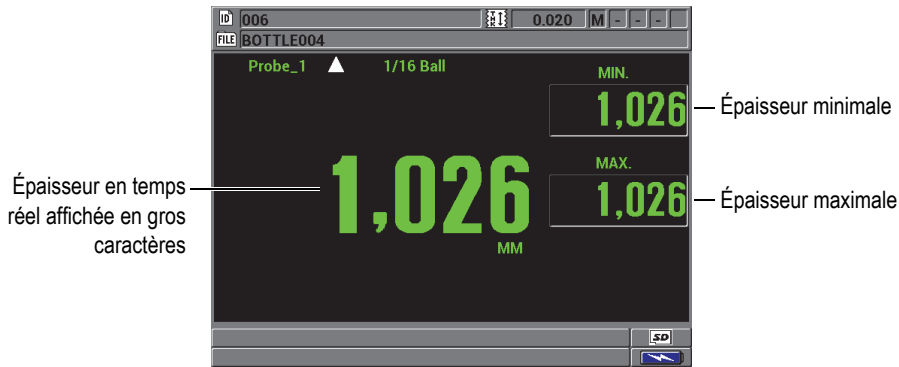 ID 006 THK 0.020 M - - -
FILE BOTTLE004
Probe_1 1/16 Ball
MIN.
1,026
Épaisseur minimale
MAX.
1,026
Épaisseur maximale
Épaisseur en temps
réel affichée en gros
caractères
1,026
MM
SD